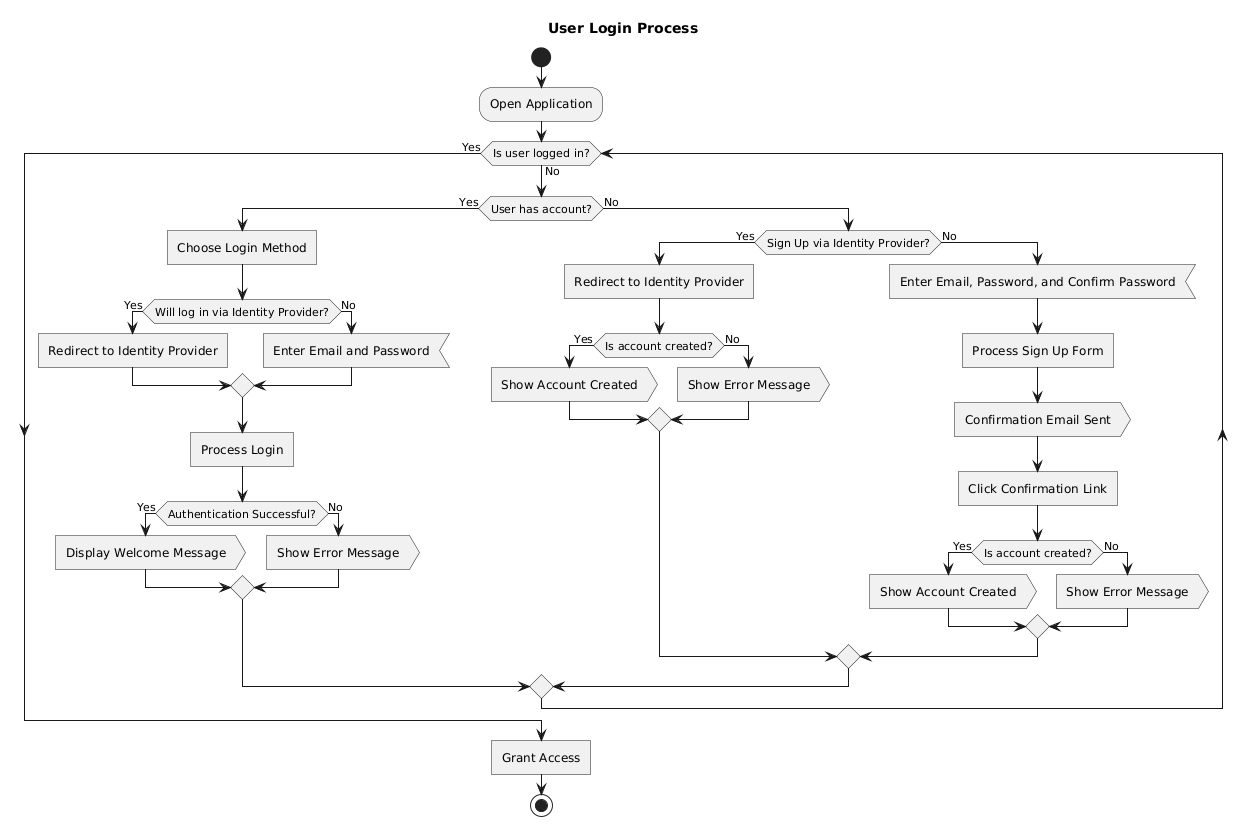 User Login Process
Open Application
Yes
Is user logged in?
No
Yes
User has account?
No
Choose Login Method
Yes
Will log in via Identity Provider?
No
Redirect to Identity Provider
Enter Email and Password
Process Login
Yes
Authentication Successful?
No
Display Welcome Message
Show Error Message
Yes
Sign Up via Identity Provider?
No
Redirect to Identity Provider
Yes
Is account created?
No
Show Account Created
Show Error Message
Enter Email, Password, and Confirm Password
Process Sign Up Form
Confirmation Email Sent
Click Confirmation Link
Yes
Is account created?
No
Show Account Created
Show Error Message
Grant Access